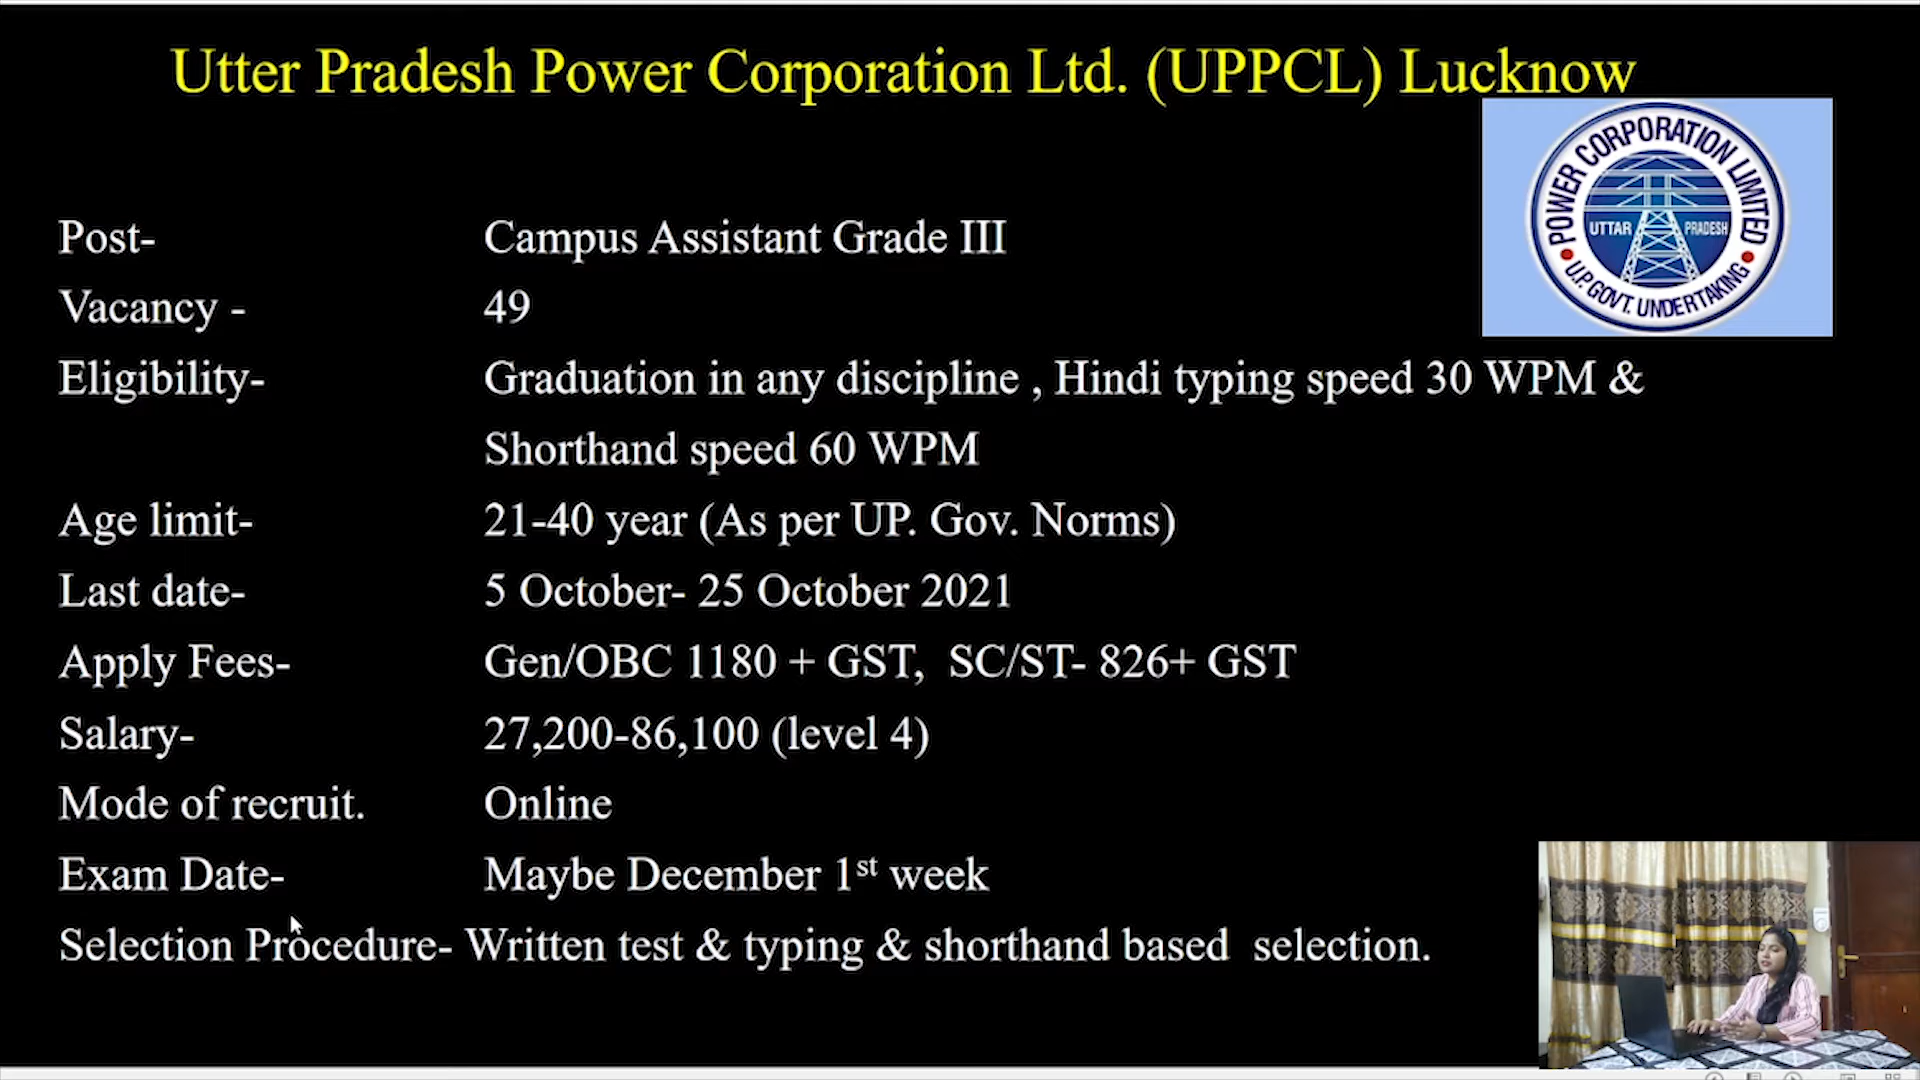 Utter Pradesh Power Corporation Ltd. (UPPCL) Lucknow
POWER CORPORATION LIMITED
UTTAR PRADESH
U.P. GOVT. UNDERTAKING
Post- Campus Assistant Grade III
Vacancy - 49
Eligibility- Graduation in any discipline , Hindi typing speed 30 WPM &
Shorthand speed 60 WPM
Age limit- 21-40 year (As per UP. Gov. Norms)
Last date- 5 October- 25 October 2021
Apply Fees- Gen/OBC 1180 + GST, SC/ST- 826+ GST
Salary- 27,200-86,100 (level 4)
Mode of recruit. Online
Exam Date- Maybe December 1st week
Selection Procedure- Written test & typing & shorthand based selection.